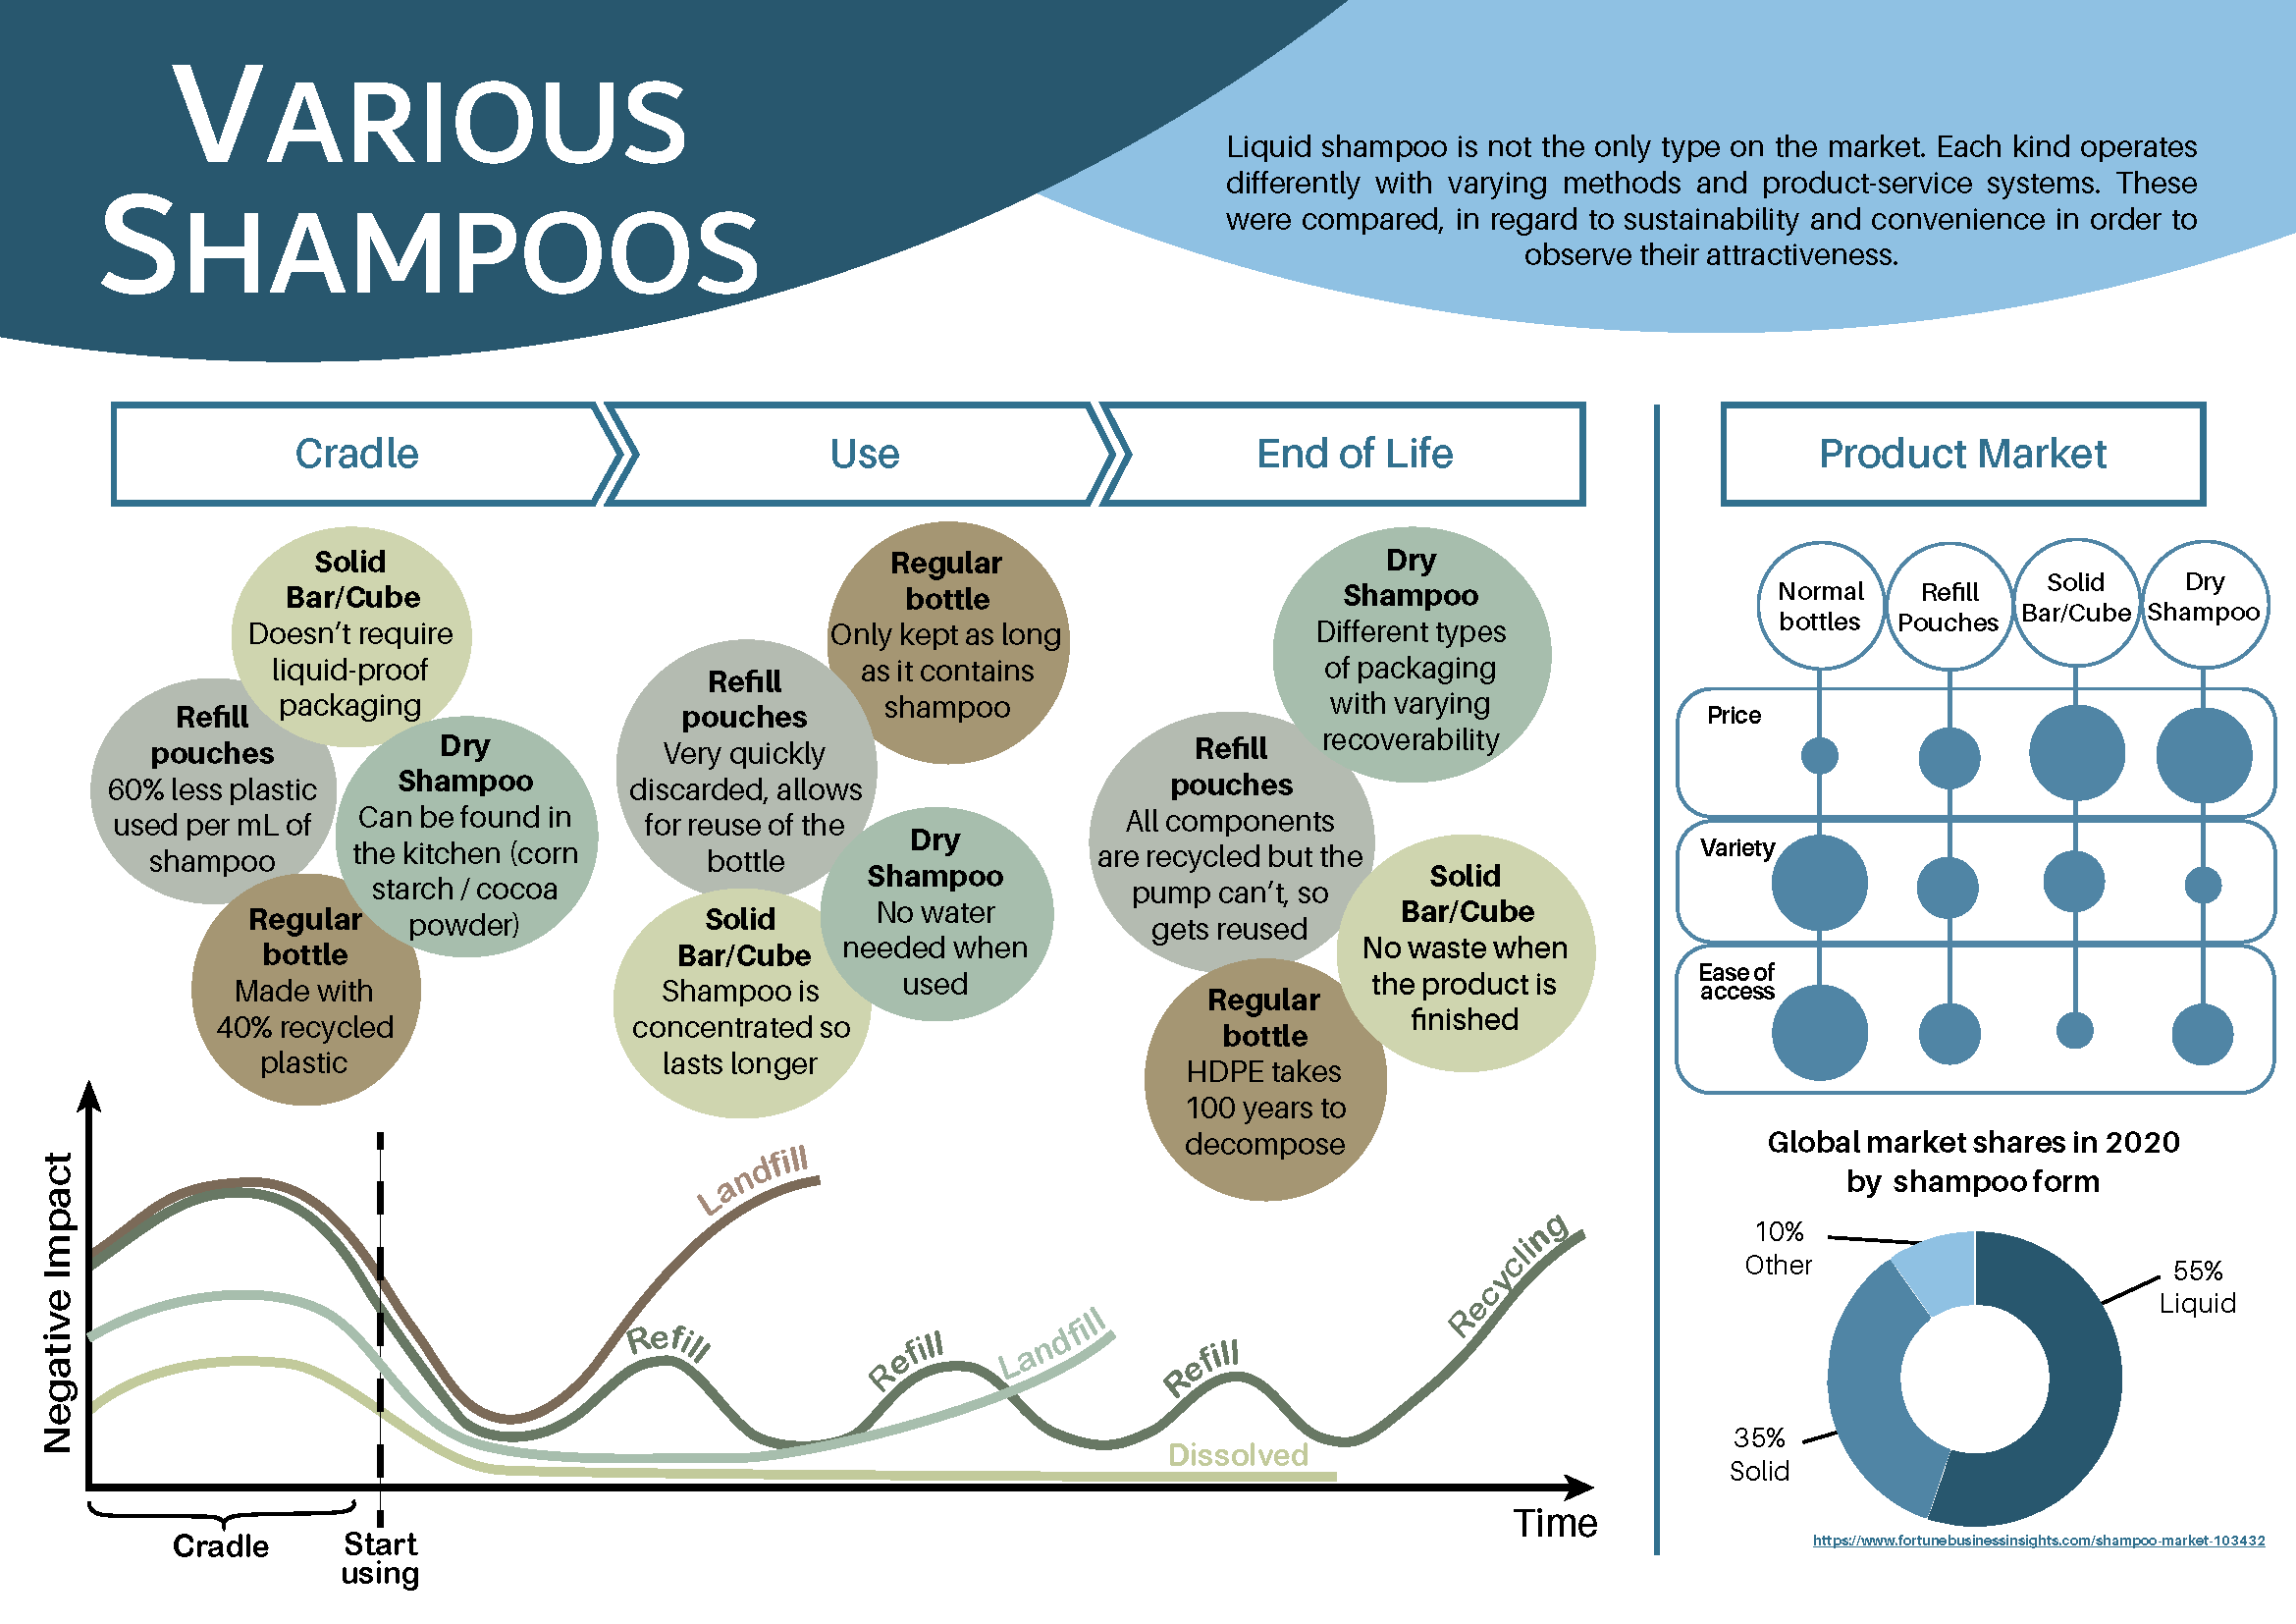 VARIOUS
SHAMPOOS
Liquid shampoo is not the only type on the market. Each kind operates
differently with varying methods and product-service systems. These
were compared, in regard to sustainability and convenience in order to
observe their attractiveness.
Cradle
Use
End of Life
Product Market
Solid
Bar/Cube
Doesn't require
liquid-proof
packaging
Refill
pouches
60% less plastic
used per mL of
shampoo
Dry
Shampoo
Can be found in
the kitchen (corn
starch / cocoa
powder)
Regular
bottle
Made with
40% recycled
plastic
Regular
bottle
Only kept as long
as it contains
shampoo
Refill
pouches
Very quickly
discarded, allows
for reuse of the
bottle
Dry
Shampoo
No water
needed when
used
Solid
Bar/Cube
Shampoo is
concentrated so
lasts longer
Dry
Shampoo
Different types
of packaging
with varying
recoverability
Refill
pouches
All components
are recycled but the
pump can't, so
gets reused
Solid
Bar/Cube
No waste when
the product is
finished
Regular
bottle
HDPE takes
100 years to
decompose
Negative Impact
Landfill
Refill
Refill
Landfill
Refill
Recycling
Dissolved
Time
Cradle
Start
using
Normal
bottles
Refill
Pouches
Solid
Bar/Cube
Dry
Shampoo
Price
Variety
Ease of
access
Global market shares in 2020
by shampoo form
10%
Other
55%
Liquid
35%
Solid
https://www.fortunebusinessinsights.com/shampoo-market-103432